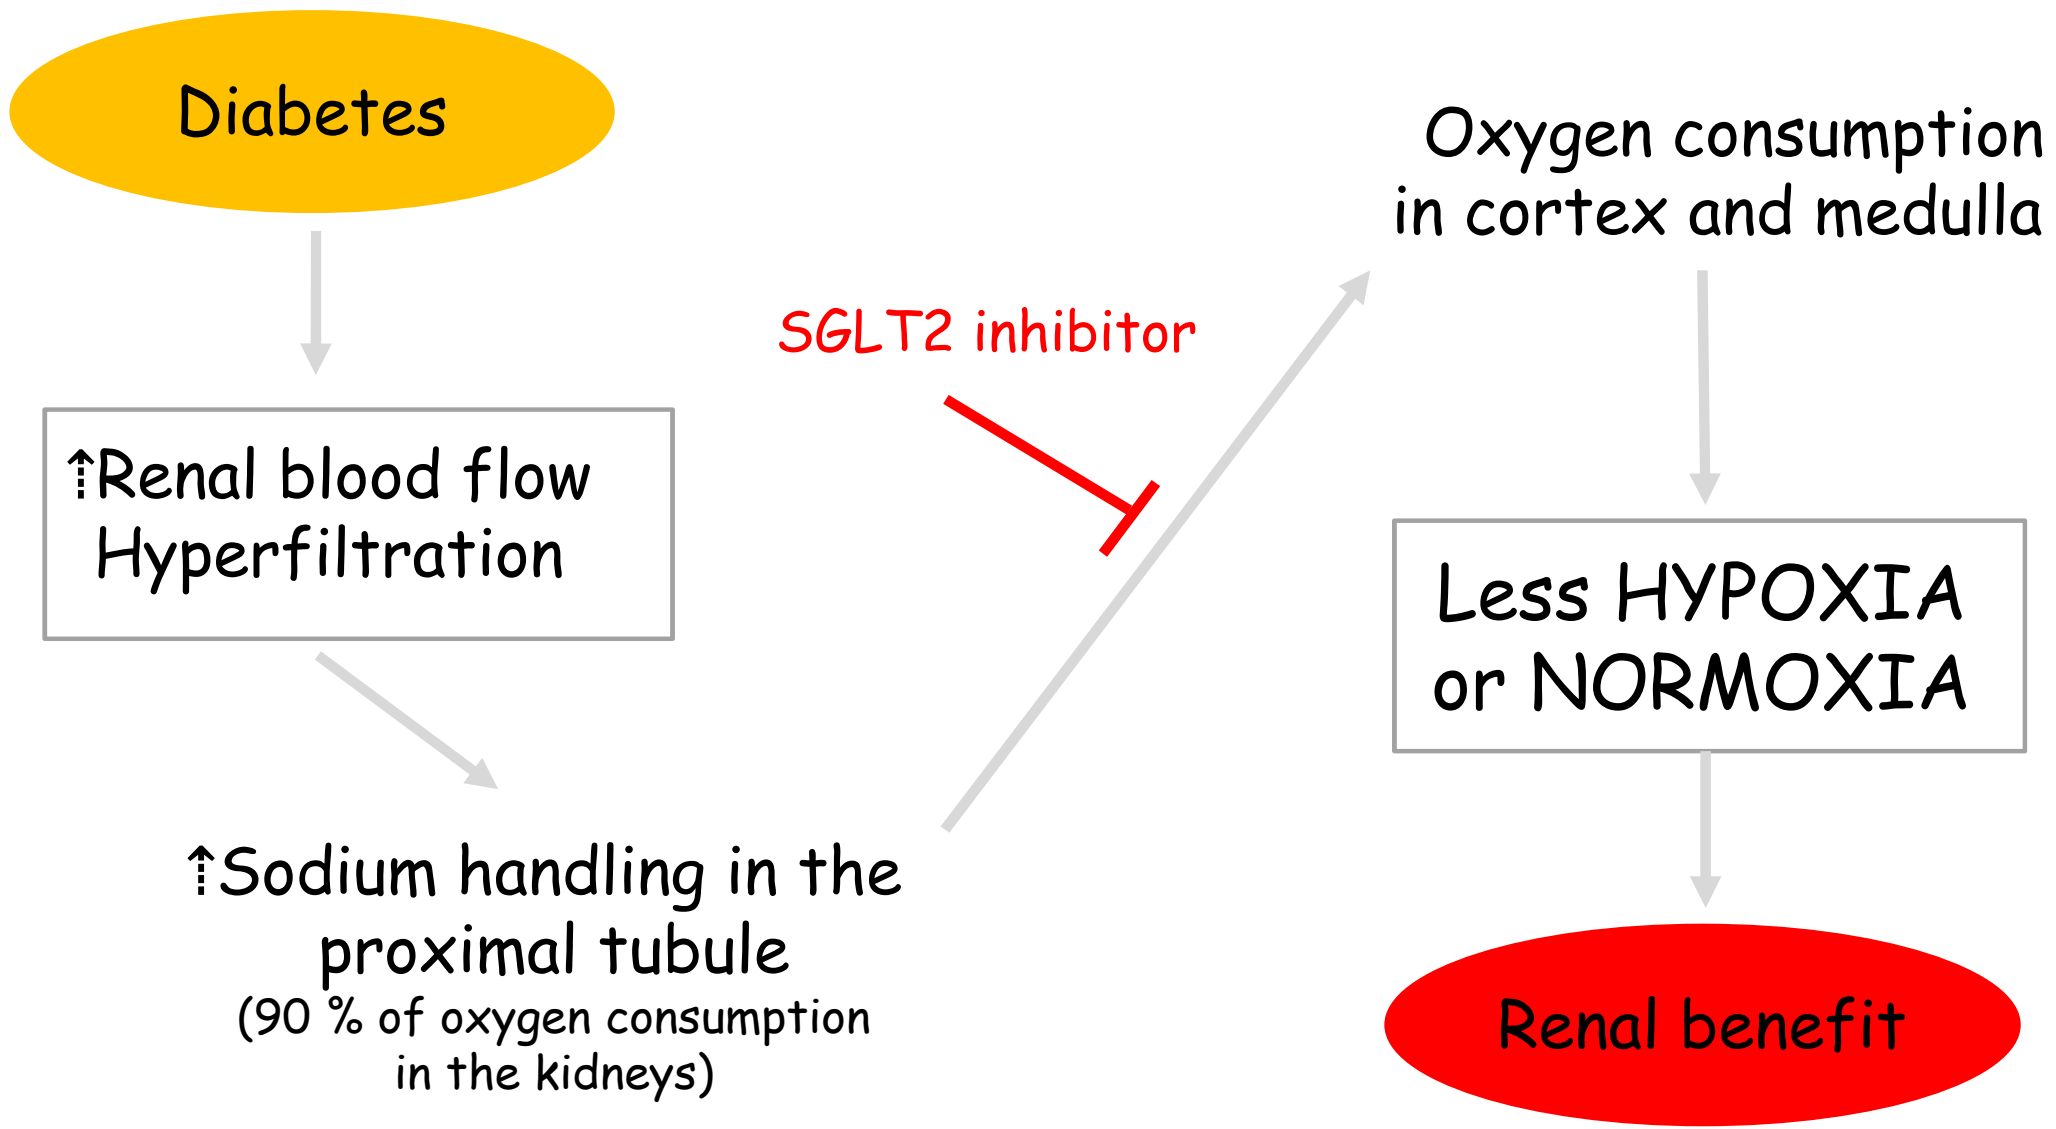 Diabetes
⇡Renal blood flow
Hyperfiltration
⇡Sodium handling in the
proximal tubule
(90 % of oxygen consumption
in the kidneys)
SGLT2 inhibitor
Oxygen consumption
in cortex and medulla
Less HYPOXIA
or NORMOXIA
Renal benefit